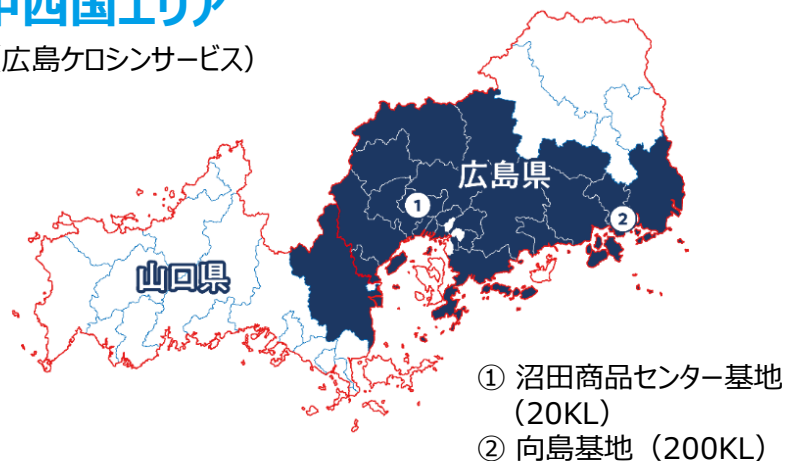 中四国エリア
（広島ケロシンサービス）
広島県
①
②
山口県
① 沼田商品センター基地
（20KL）
② 向島基地（200KL）